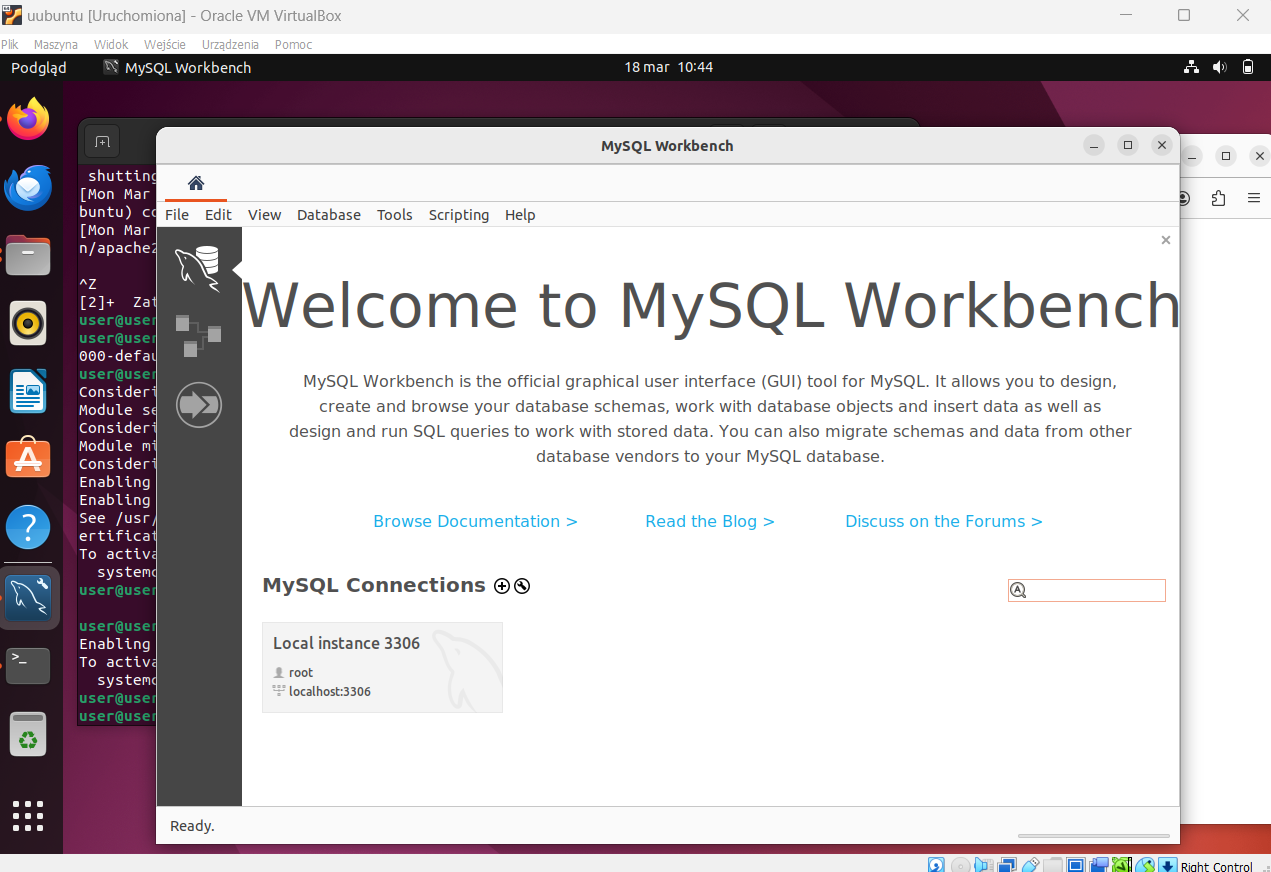 uubuntu [Uruchomiona] - Oracle VM VirtualBox
Plik Maszyna Widok Wejście Urządzenia Pomoc
Podgląd MySQL Workbench 18 mar 10:44
MySQL Workbench
File Edit View Database Tools Scripting Help
shutting
[Mon Mar
buntu) co
[Mon Mar
n/apache2
^Z
[2]+ Zat
user@user
user@user
000-defau
user@user
Consideri
Module se
Consideri
Module mi
Consideri
Enabling
Enabling
See /usr/
ertificat
To activa
systemc
user@user
user@user
Enabling
To activa
systemc
user@user
user@user
Welcome to MySQL Workbench
MySQL Workbench is the official graphical user interface (GUI) tool for MySQL. It allows you to design,
create and browse your database schemas, work with database objects and insert data as well as
design and run SQL queries to work with stored data. You can also migrate schemas and data from other
database vendors to your MySQL database.
Browse Documentation > Read the Blog > Discuss on the Forums >
MySQL Connections
Local instance 3306
root
localhost:3306
Ready.
Right Control